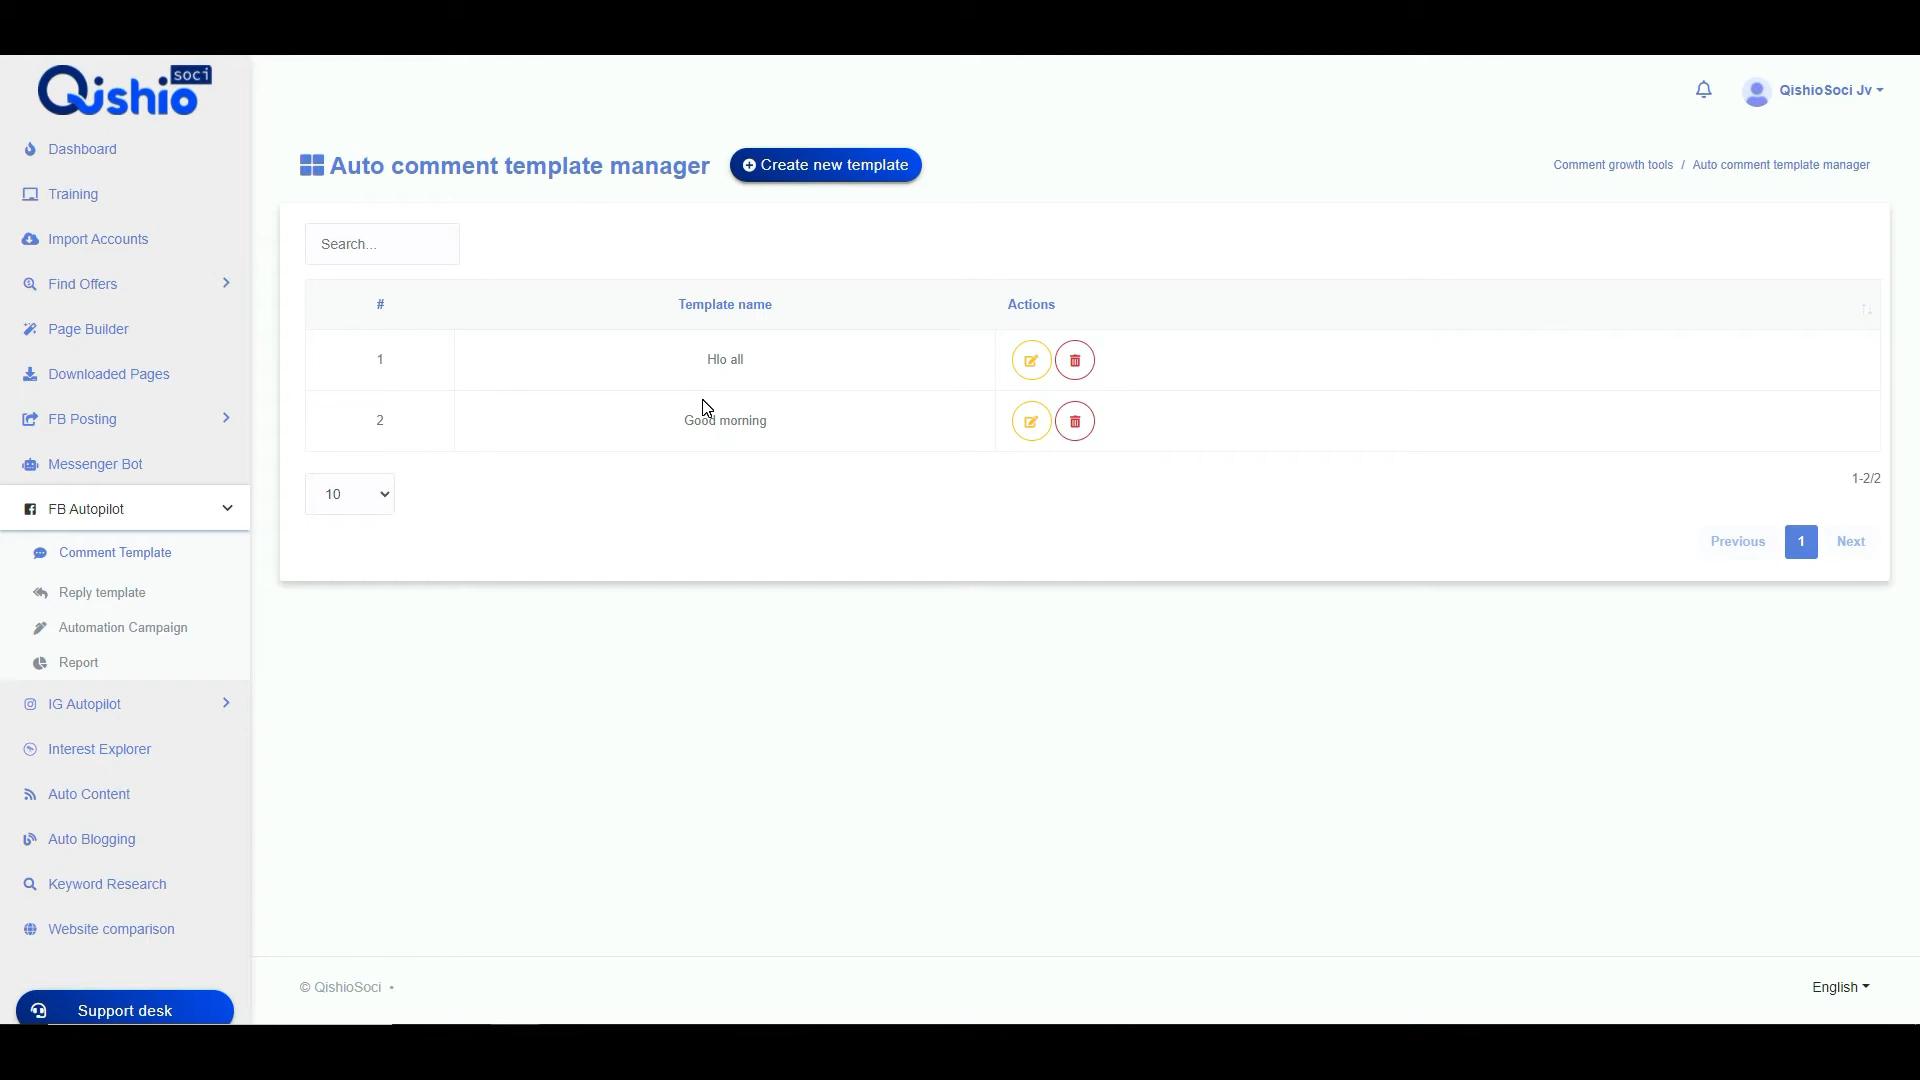 Qishio soci
QishioSoci Jv
Dashboard
Training
Import Accounts
Find Offers
Page Builder
Downloaded Pages
FB Posting
Messenger Bot
FB Autopilot
Comment Template
Reply template
Automation Campaign
Report
IG Autopilot
Interest Explorer
Auto Content
Auto Blogging
Keyword Research
Website comparison
Support desk
Auto comment template manager
Create new template
Comment growth tools / Auto comment template manager
Search...
# Template name Actions
1 Hlo all
2 Good morning
10
1-2/2
Previous 1 Next
© QishioSoci •
English